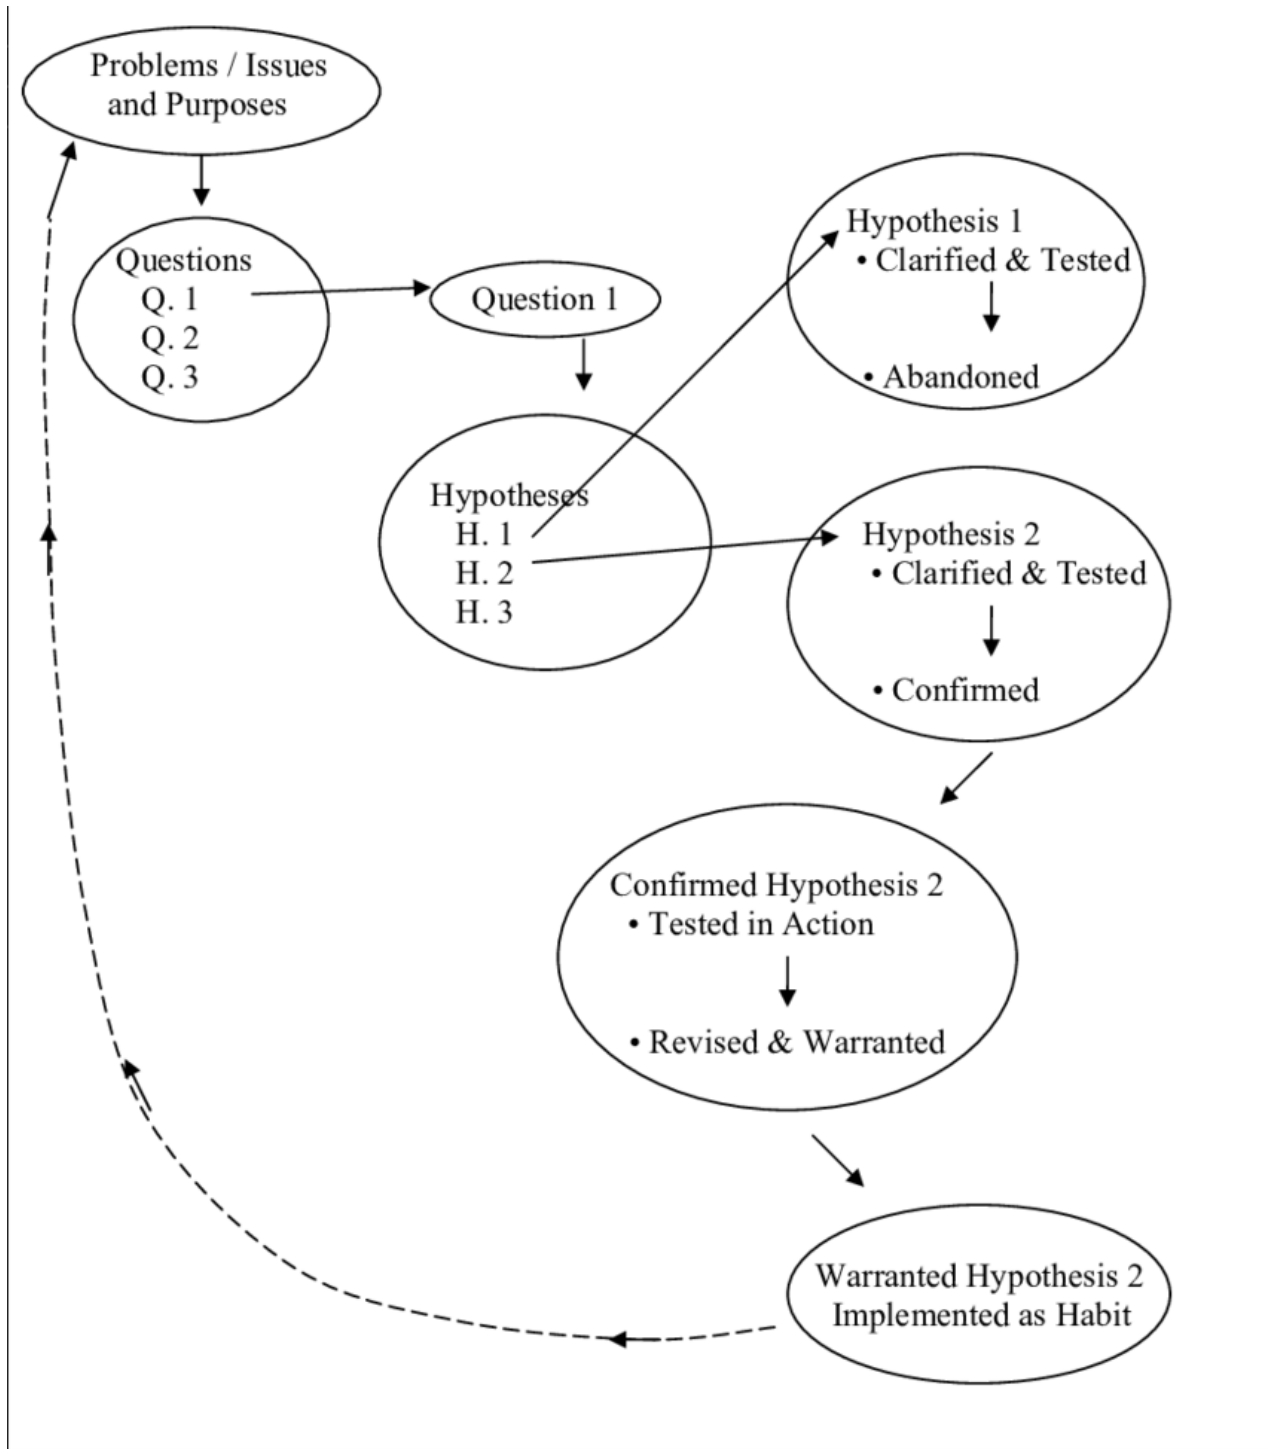 Problems / Issues
and Purposes
Questions
Q. 1
Q. 2
Q. 3
Question 1
Hypotheses
H. 1
H. 2
H. 3
Hypothesis 1
• Clarified & Tested
• Abandoned
Hypothesis 2
• Clarified & Tested
• Confirmed
Confirmed Hypothesis 2
• Tested in Action
• Revised & Warranted
Warranted Hypothesis 2
Implemented as Habit